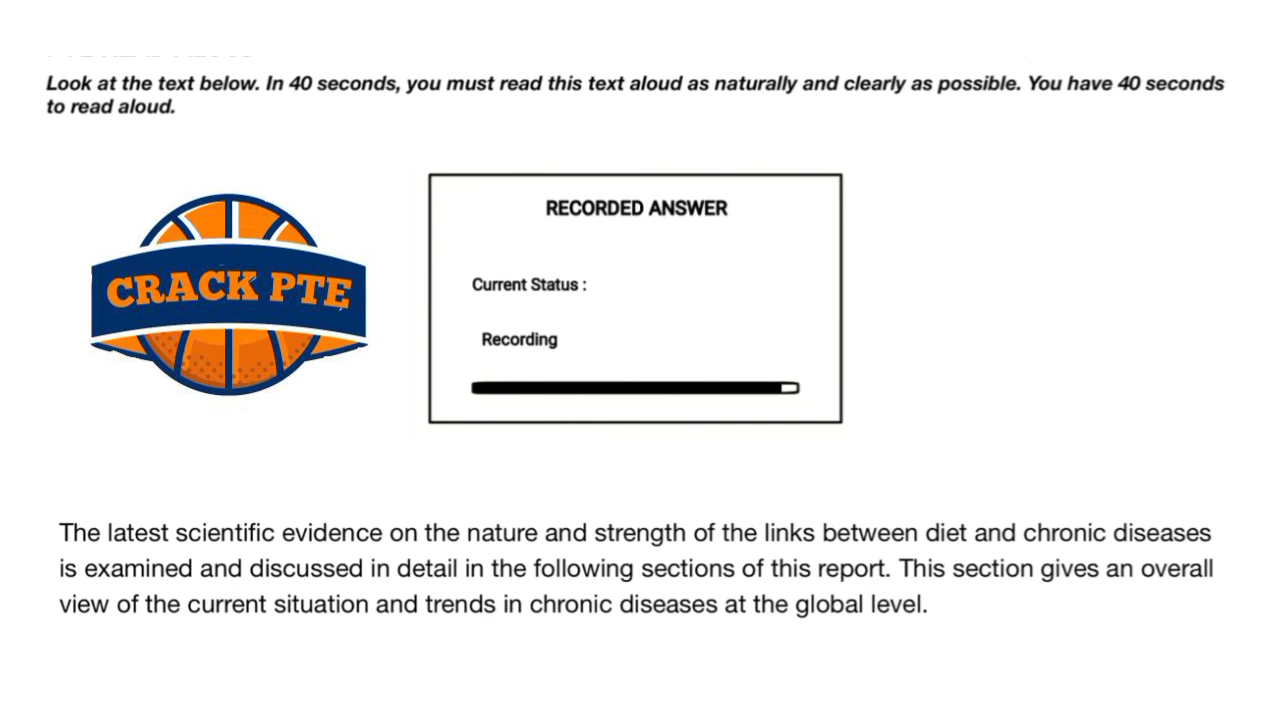 Look at the text below. In 40 seconds, you must read this text aloud as naturally and clearly as possible. You have 40 seconds
to read aloud.
RECORDED ANSWER
Current Status :
CRACK PTE
Recording
The latest scientific evidence on the nature and strength of the links between diet and chronic diseases
is examined and discussed in detail in the following sections of this report. This section gives an overall
view of the current situation and trends in chronic diseases at the global level.